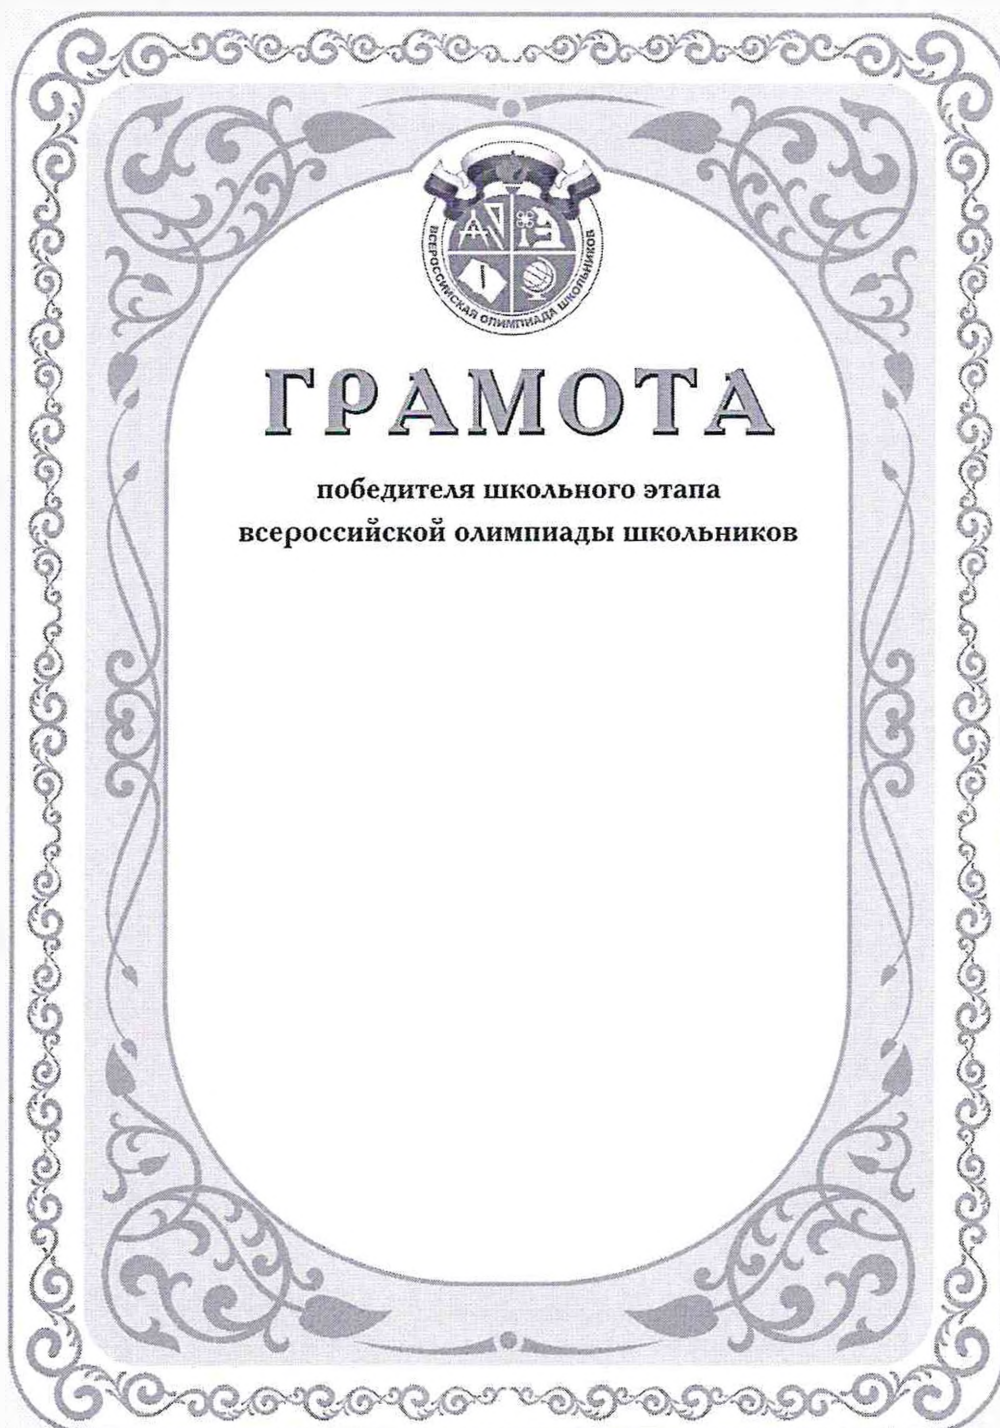 ВСЕРОССИЙСКАЯ ОЛИМПИАДА ШКОЛЬНИКОВ
ГРАМОТА
победителя школьного этапа
всероссийской олимпиады школьников